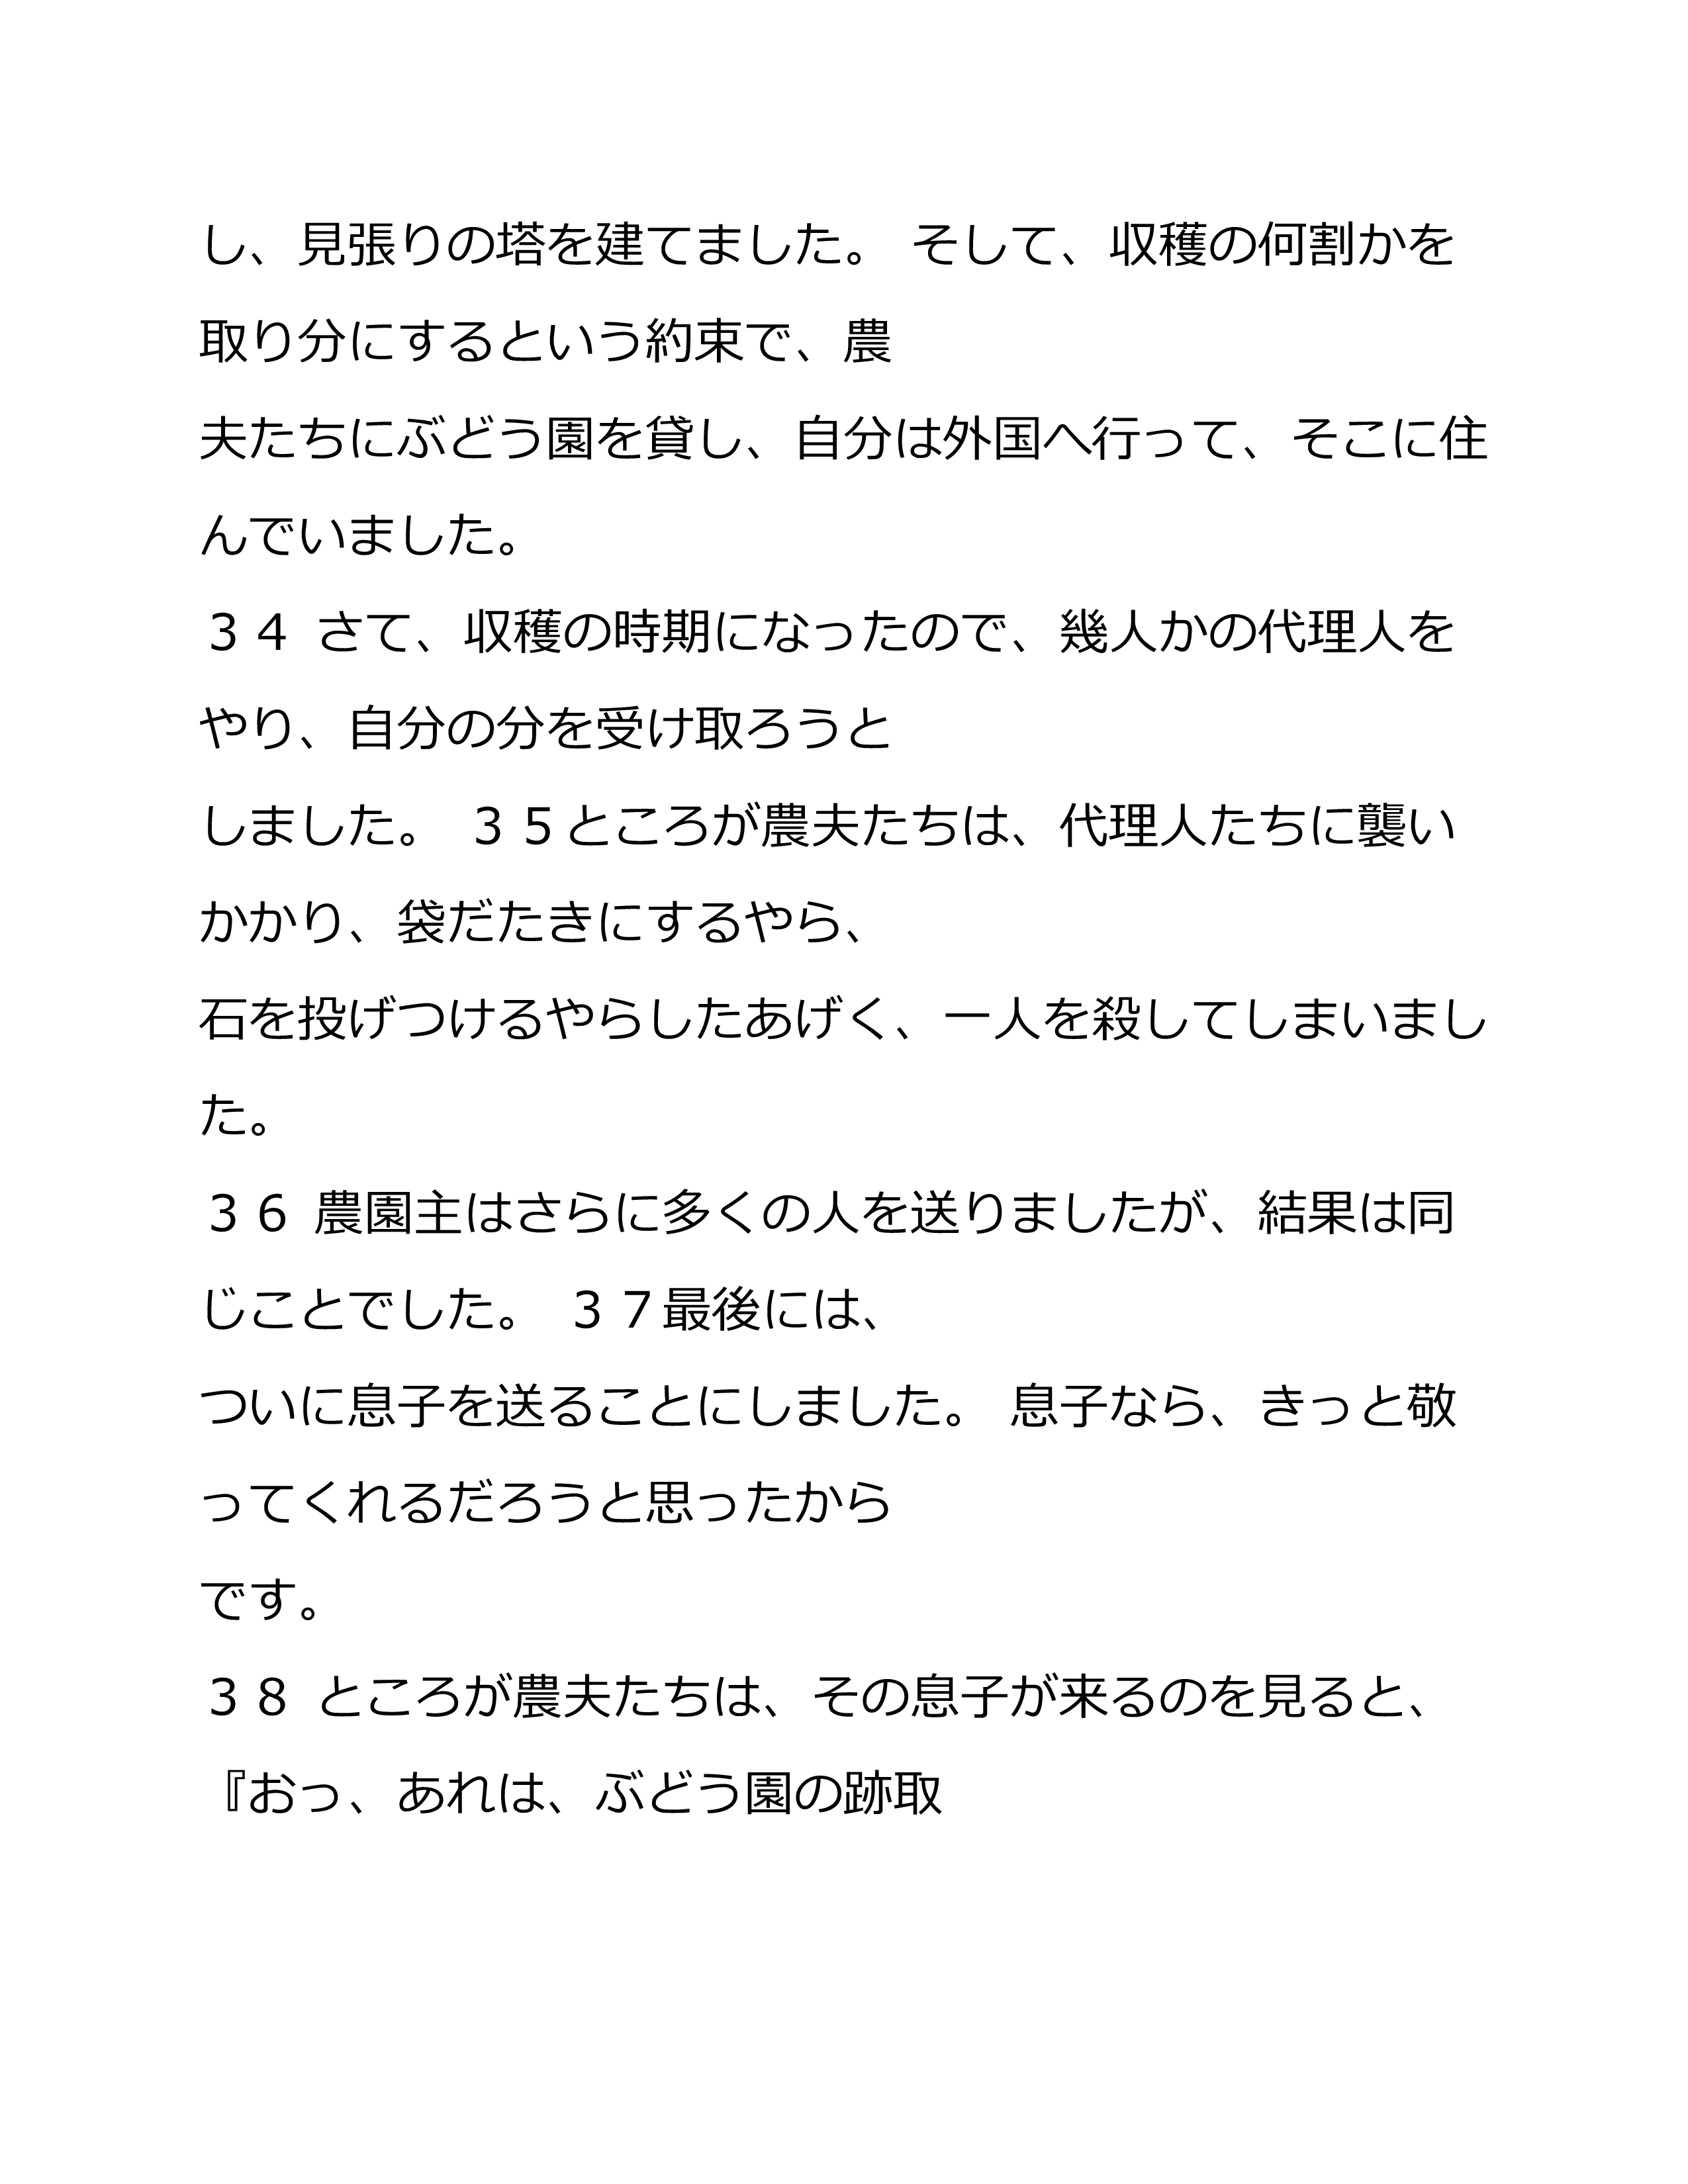 し、見張りの塔を建てました。 そして、収穫の何割かを
取り分にするという約束で、農
夫たちにぶどう園を貸し、自分は外国へ行って、そこに住
んでいました。
３４ さて、収穫の時期になったので、幾人かの代理人を
やり、自分の分を受け取ろうと
しました。 ３５ところが農夫たちは、代理人たちに襲い
かかり、袋だたきにするやら、
石を投げつけるやらしたあげく、一人を殺してしまいまし
た。
３６ 農園主はさらに多くの人を送りましたが、結果は同
じことでした。 ３７最後には、
ついに息子を送ることにしました。 息子なら、きっと敬
ってくれるだろうと思ったから
です。
３８ ところが農夫たちは、その息子が来るのを見ると、
『おっ、あれは、ぶどう園の跡取